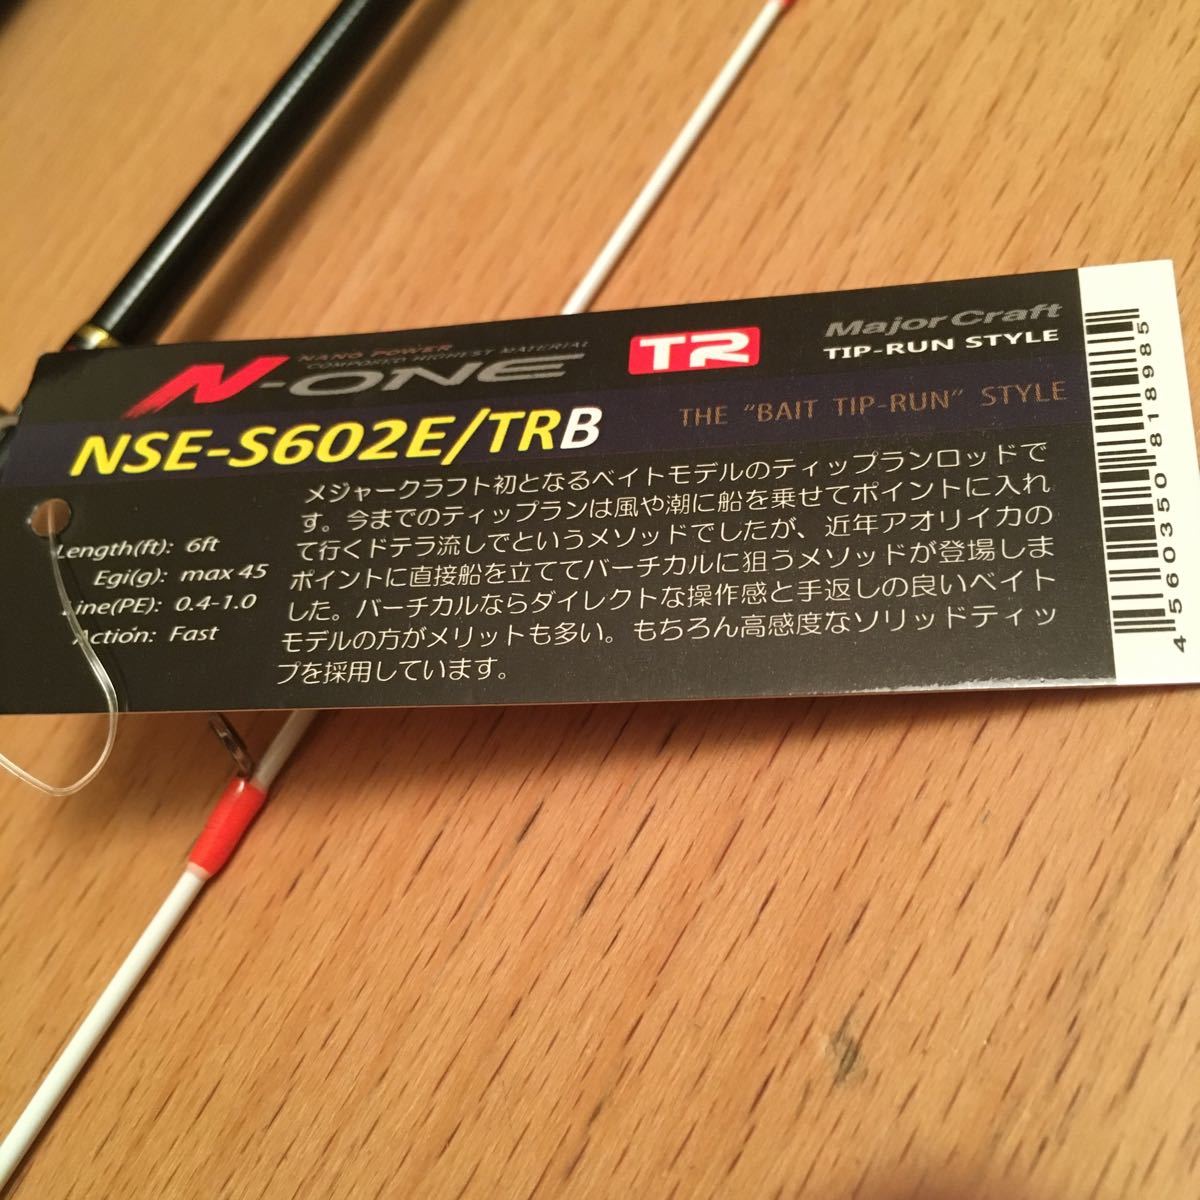 NANO POWER
COMPOSITO HIGHEST MATERIAL
N-ONE
TR
Major Craft
TIP-RUN STYLE
NSE-S602E/TRB
THE "BAIT TIP-RUN" STYLE
Length(ft): 6ft
Egi(g): max 45
Line(PE): 0.4-1.0
Action: Fast
メジャークラフト初となるベイトモデルのティップランロッドで
す。今までのティップランは風や潮に船を乗せてポイントに入れ
て行くドテラ流しでというメソッドでしたが、近年アオリイカの
ポイントに直接船を立ててバーチカルに狙うメソッドが登場しま
した。バーチカルならダイレクトな操作感と手返しの良いベイト
モデルの方がメリットも多い。もちろん高感度なソリッドティッ
プを採用しています。
4560350818985